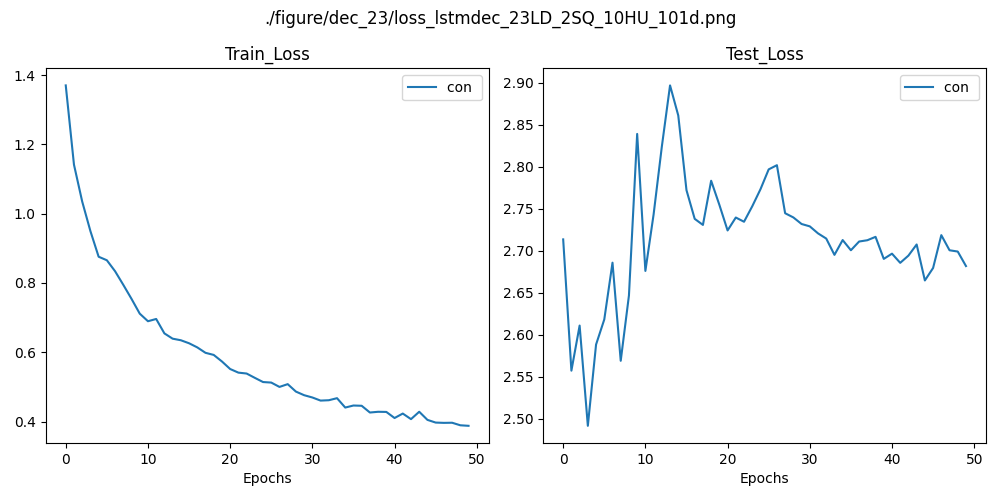 ./figure/dec_23/loss_lstmdec_23LD_2SQ_10HU_101d.png
Train_Loss
1.4
1.2
1.0
0.8
0.6
0.4
0 10 20 30 40 50
Epochs
con
Test_Loss
2.90
2.85
2.80
2.75
2.70
2.65
2.60
2.55
2.50
0 10 20 30 40 50
Epochs
con